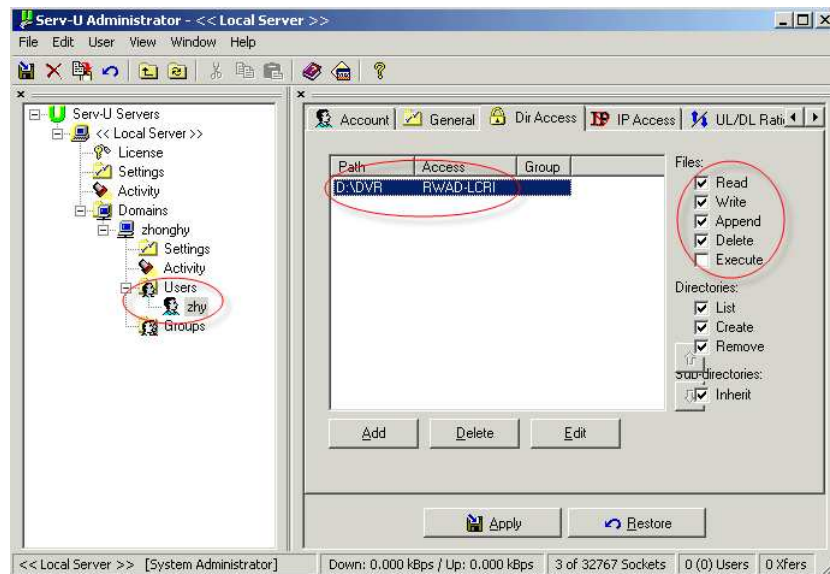 Serv-U Administrator - << Local Server >>
File Edit User View Window Help
Serv-U Servers
<< Local Server >>
License
Settings
Activity
Domains
zhonghy
Settings
Activity
Users
zhy
Groups
Account General Dir Access IP Access UL/DL Rati
Path Access Group
D:\DVR RWAD-LCRI
Files:
Read
Write
Append
Delete
Execute
Directories:
List
Create
Remove
Sub-directories:
Inherit
Add Delete Edit
Apply Restore
<< Local Server >> [System Administrator] Down: 0.000 kBps / Up: 0.000 kBps 3 of 32767 Sockets 0 (0) Users 0 Xfers